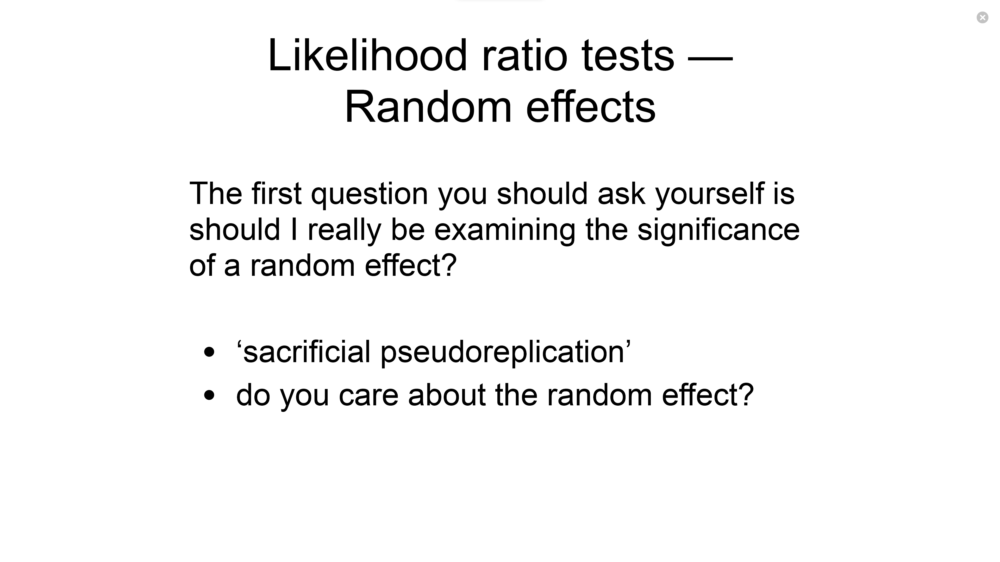 Likelihood ratio tests —
Random effects
The first question you should ask yourself is
should I really be examining the significance
of a random effect?
• ‘sacrificial pseudoreplication’
• do you care about the random effect?